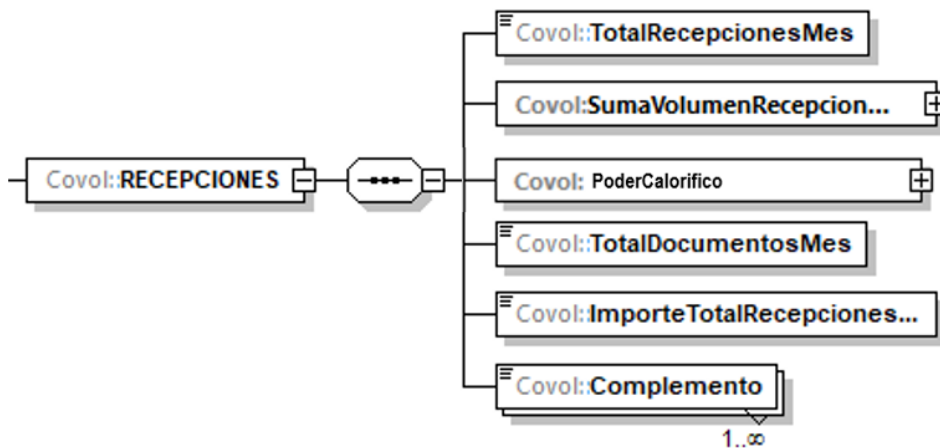 Covol::TotalRecepcionesMes
Covol:SumaVolumenRecepcion...
Covol::RECEPCIONES
Covol: PoderCalorifico
Covol::TotalDocumentosMes
Covol::ImporteTotalRecepciones...
Covol::Complemento
1..∞